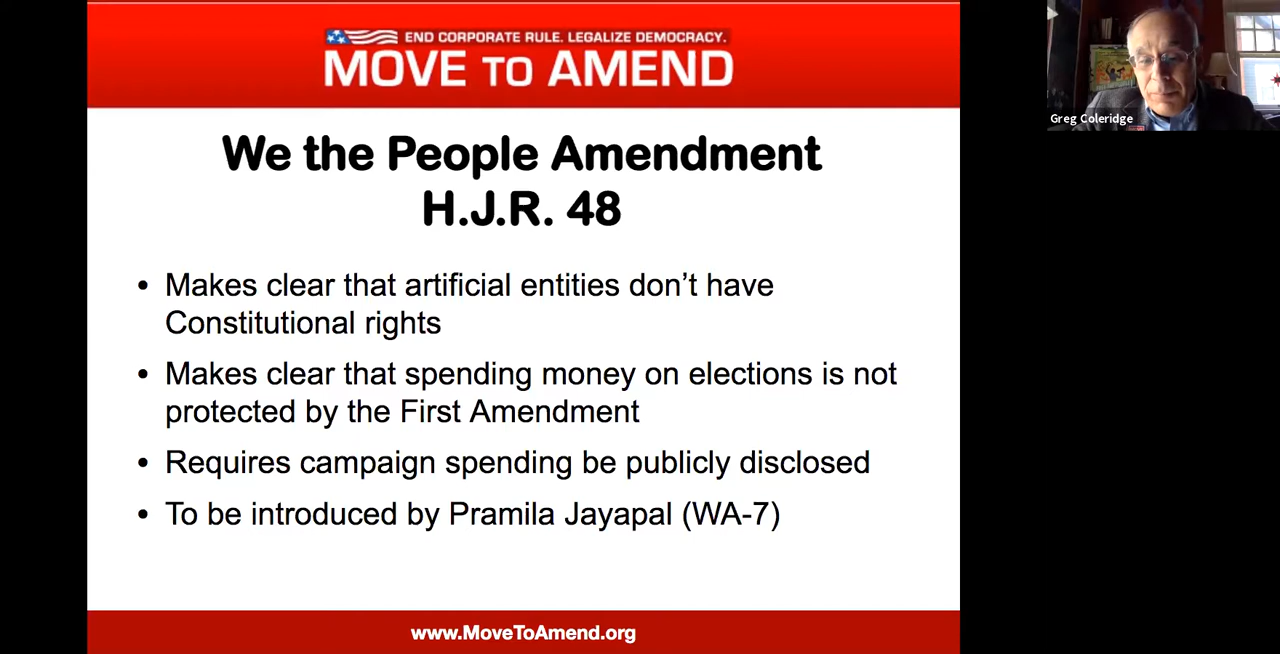 END CORPORATE RULE. LEGALIZE DEMOCRACY.
MOVE TO AMEND
We the People Amendment
H.J.R. 48
• Makes clear that artificial entities don’t have
Constitutional rights
• Makes clear that spending money on elections is not
protected by the First Amendment
• Requires campaign spending be publicly disclosed
• To be introduced by Pramila Jayapal (WA-7)
www.MoveToAmend.org
Greg Coleridge